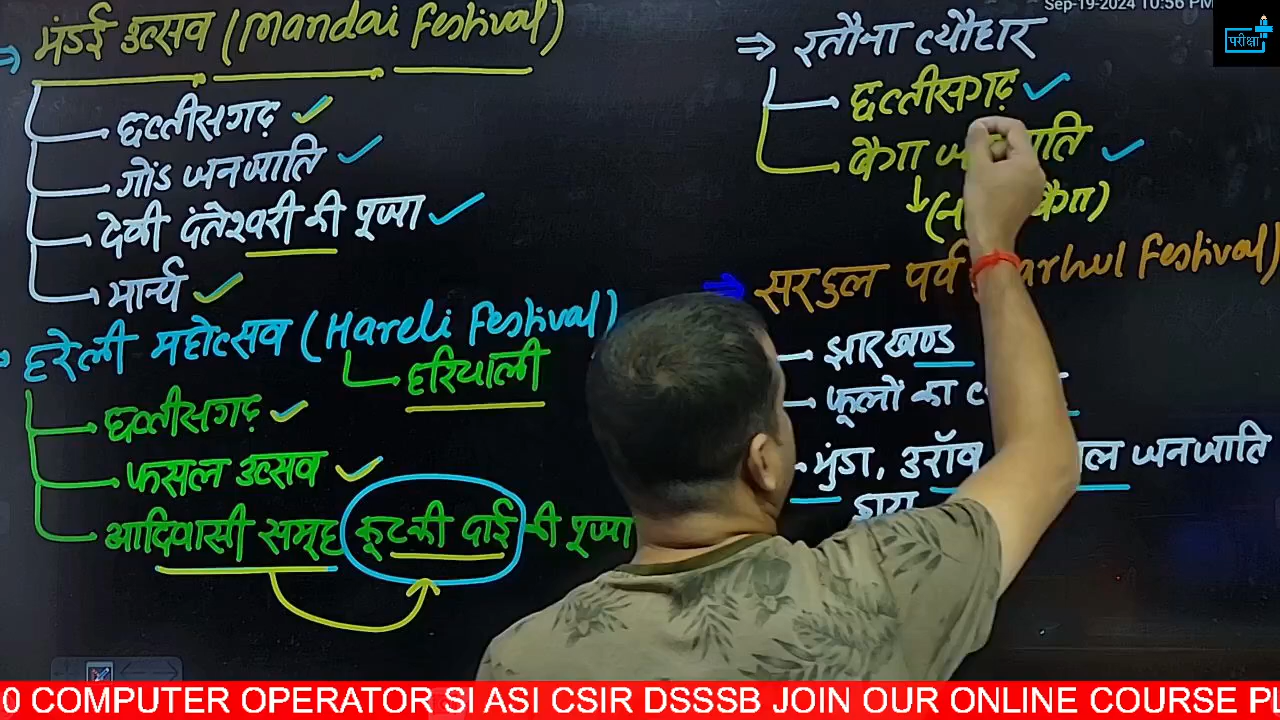 Sep-19-2024 10:56 PM
परीक्षा
मंडई उत्सव (Mandai Festival)
छत्तीसगढ़
गोंड जनजाति
देवी दंतेश्वरी की पूजा
मार्च
हरेली महोत्सव (Hareli Festival)
हरियाली
छत्तीसगढ़
फसल उत्सव
आदिवासी समूह कूटकी दाई की पूजा
रतौना त्यौहार
छत्तीसगढ़
बैगा
सरहुल पर्व Festival)
झारखण्ड
फूलों का
मुंडा, उराँव जनजाति
द्वारा
0 COMPUTER OPERATOR SI ASI CSIR DSSSB JOIN OUR ONLINE COURSE PL